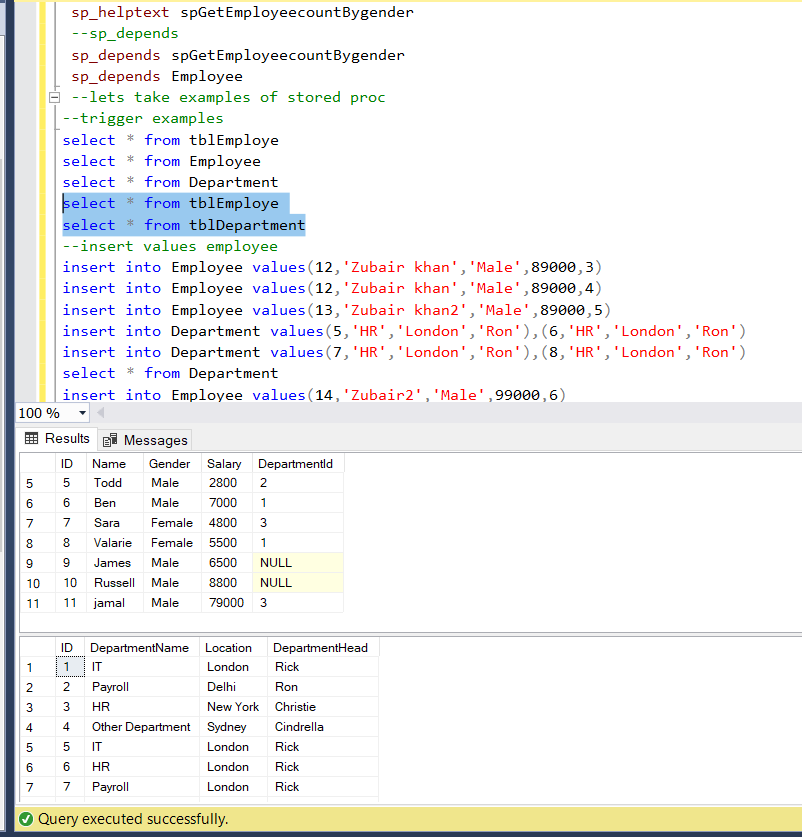 sp_helptext spGetEmployeecountBygender
--sp_depends
sp_depends spGetEmployeecountBygender
sp_depends Employee
--lets take examples of stored proc
--trigger examples
select * from tblEmploye
select * from Employee
select * from Department
select * from tblEmploye
select * from tblDepartment
--insert values employee
insert into Employee values(12,'Zubair khan','Male',89000,3)
insert into Employee values(12,'Zubair khan','Male',89000,4)
insert into Employee values(13,'Zubair khan2','Male',89000,5)
insert into Department values(5,'HR','London','Ron'),(6,'HR','London','Ron')
insert into Department values(7,'HR','London','Ron'),(8,'HR','London','Ron')
select * from Department
insert into Employee values(14,'Zubair2','Male',99000,6)
100 %
Results Messages
ID Name Gender Salary DepartmentId
5 5 Todd Male 2800 2
6 6 Ben Male 7000 1
7 7 Sara Female 4800 3
8 8 Valarie Female 5500 1
9 9 James Male 6500 NULL
10 10 Russell Male 8800 NULL
11 11 jamal Male 79000 3
ID DepartmentName Location DepartmentHead
1 1 IT London Rick
2 2 Payroll Delhi Ron
3 3 HR New York Christie
4 4 Other Department Sydney Cindrella
5 5 IT London Rick
6 6 HR London Rick
7 7 Payroll London Rick
Query executed successfully.